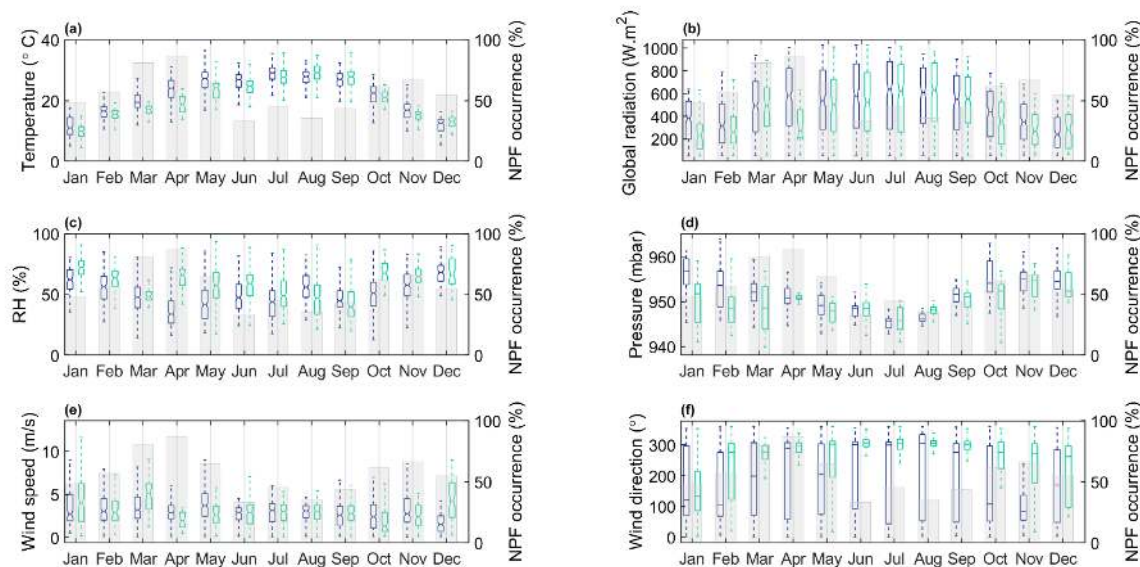 (a)
Temperature (° C)
40
20
0
100
50
0
NPF occurrence (%)
Jan Feb Mar Apr May Jun Jul Aug Sep Oct Nov Dec
(b)
Global radiation (W.m²)
1000
800
600
400
200
100
50
0
NPF occurrence (%)
Jan Feb Mar Apr May Jun Jul Aug Sep Oct Nov Dec
(c)
RH (%)
100
50
0
100
50
0
NPF occurrence (%)
Jan Feb Mar Apr May Jun Jul Aug Sep Oct Nov Dec
(d)
Pressure (mbar)
960
950
940
100
50
0
NPF occurrence (%)
Jan Feb Mar Apr May Jun Jul Aug Sep Oct Nov Dec
(e)
Wind speed (m/s)
10
5
0
100
50
0
NPF occurrence (%)
Jan Feb Mar Apr May Jun Jul Aug Sep Oct Nov Dec
(f)
Wind direction (°)
300
200
100
0
100
50
0
NPF occurrence (%)
Jan Feb Mar Apr May Jun Jul Aug Sep Oct Nov Dec